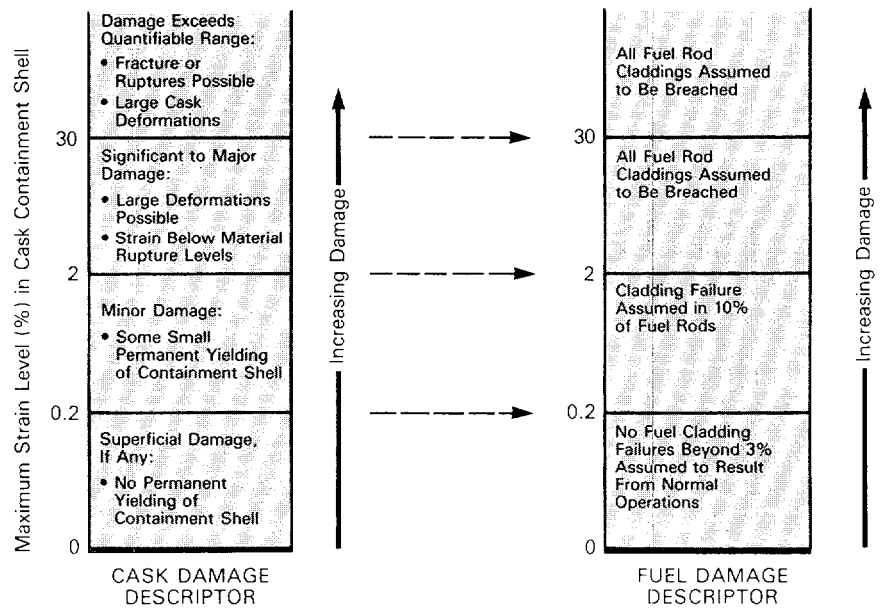 Maximum Strain Level (%) in Cask Containment Shell
Damage Exceeds
Quantifiable Range:
• Fracture or
Ruptures Possible
• Large Cask
Deformations
30
Significant to Major
Damage:
• Large Deformations
Possible
• Strain Below Material
Rupture Levels
2
Minor Damage:
• Some Small
Permanent Yielding
of Containment Shell
0.2
Superficial Damage,
If Any:
• No Permanent
Yielding of
Containment Shell
0
CASK DAMAGE
DESCRIPTOR
Increasing Damage
All Fuel Rod
Claddings Assumed
to Be Breached
30
All Fuel Rod
Claddings Assumed
to Be Breached
2
Cladding Failure
Assumed in 10%
of Fuel Rods
0.2
No Fuel Cladding
Failures Beyond 3%
Assumed to Result
From Normal
Operations
0
FUEL DAMAGE
DESCRIPTOR
Increasing Damage